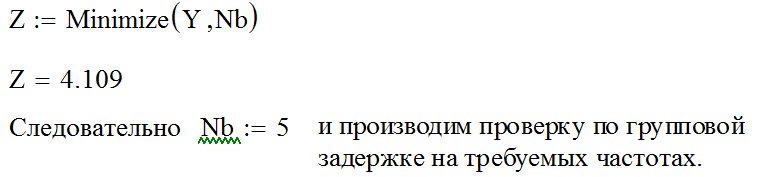 Z := Minimize(Y ,Nb)
Z = 4.109
Следовательно Nb := 5 и производим проверку по групповой
задержке на требуемых частотах.